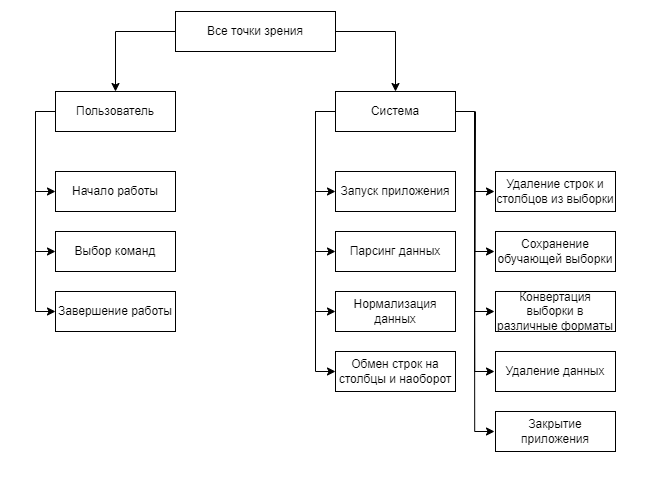 Все точки зрения
Пользователь
Система
Начало работы
Выбор команд
Завершение работы
Запуск приложения
Парсинг данных
Нормализация
данных
Обмен строк на
столбцы и наоборот
Удаление строк и
столбцов из выборки
Сохранение
обучающей выборки
Конвертация
выборки в
различные форматы
Удаление данных
Закрытие
приложения